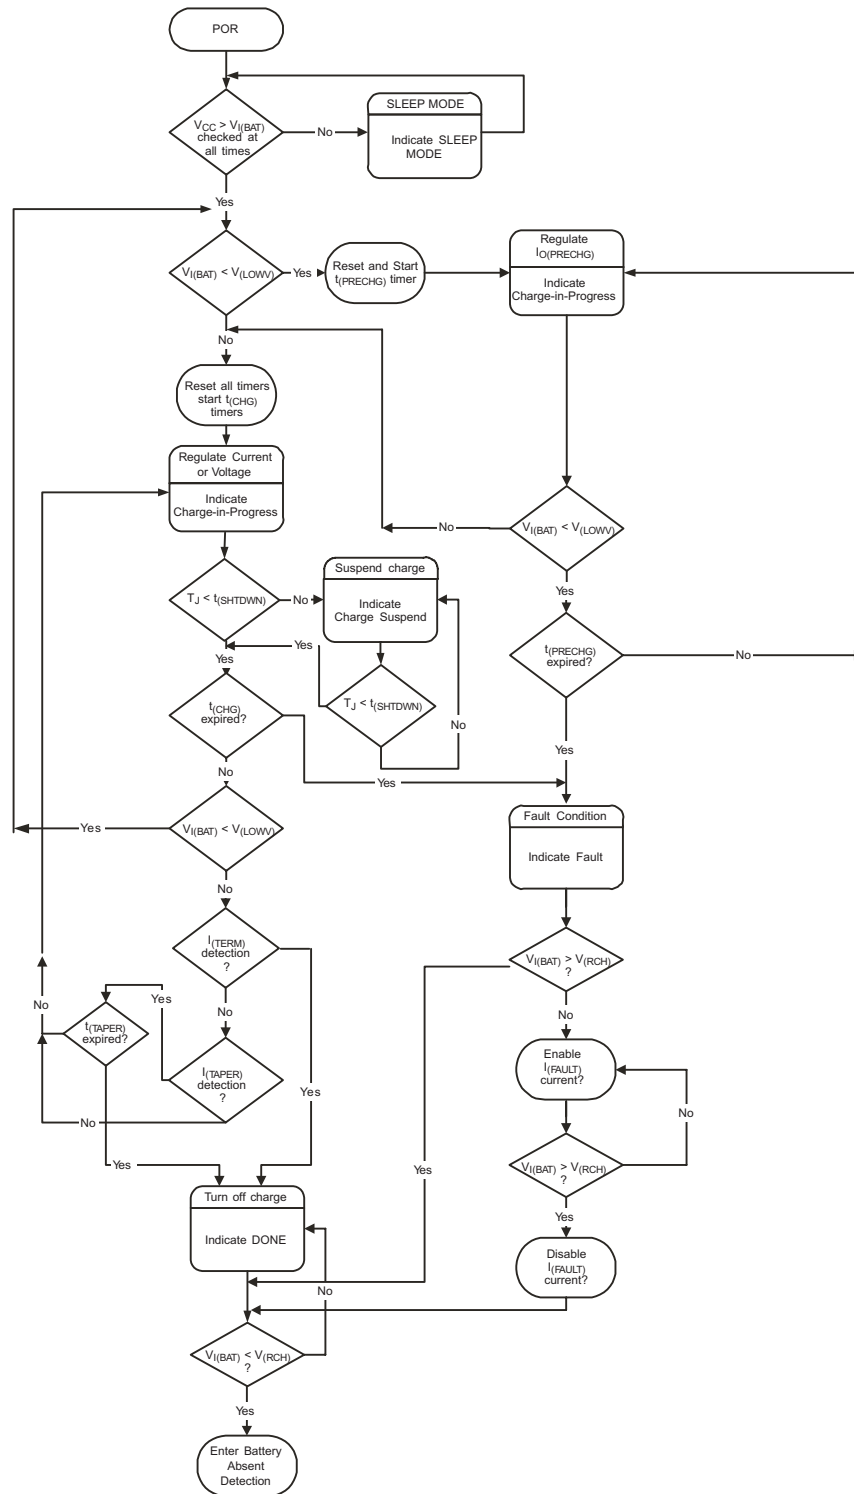 POR
VCC > VI(BAT)
checked at
all times
No
SLEEP MODE
Indicate SLEEP
MODE
Yes
VI(BAT) < V(LOWV)
Yes
Reset and Start
t(PRECHG) timer
Regulate
IO(PRECHG)
Indicate
Charge-in-Progress
No
Reset all timers
start t(CHG)
timers
Regulate Current
or Voltage
Indicate
Charge-in-Progress
No
VI(BAT) < V(LOWV)
Yes
TJ < t(SHTDWN)
No
Suspend charge
Indicate
Charge Suspend
Yes
Yes
TJ < t(SHTDWN)
No
t(PRECHG)
expired?
No
Yes
t(CHG)
expired?
Yes
No
VI(BAT) < V(LOWV)
Yes
Fault Condition
Indicate Fault
No
I(TERM)
detection
?
Yes
No
VI(BAT) > V(RCH)
?
No
Yes
t(TAPER)
expired?
No
Yes
I(TAPER)
detection
?
No
Yes
Enable
I(FAULT)
current?
No
VI(BAT) > V(RCH)
?
Yes
Disable
I(FAULT)
current?
Turn off charge
Indicate DONE
No
VI(BAT) < V(RCH)
?
Yes
Enter Battery
Absent
Detection